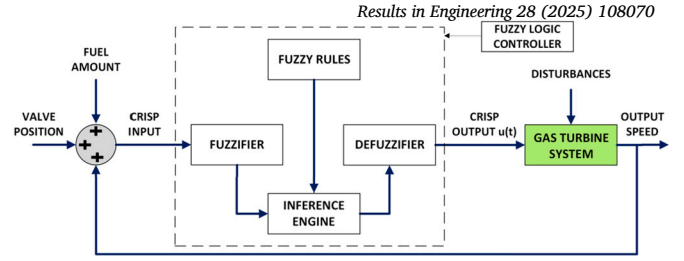 Results in Engineering 28 (2025) 108070
FUZZY LOGIC
CONTROLLER
FUEL
AMOUNT
FUZZY RULES
DISTURBANCES
VALVE
POSITION
+
+
+
CRISP
INPUT
FUZZIFIER
DEFUZZIFIER
CRISP
OUTPUT u(t)
GAS TURBINE
SYSTEM
OUTPUT
SPEED
INFERENCE
ENGINE